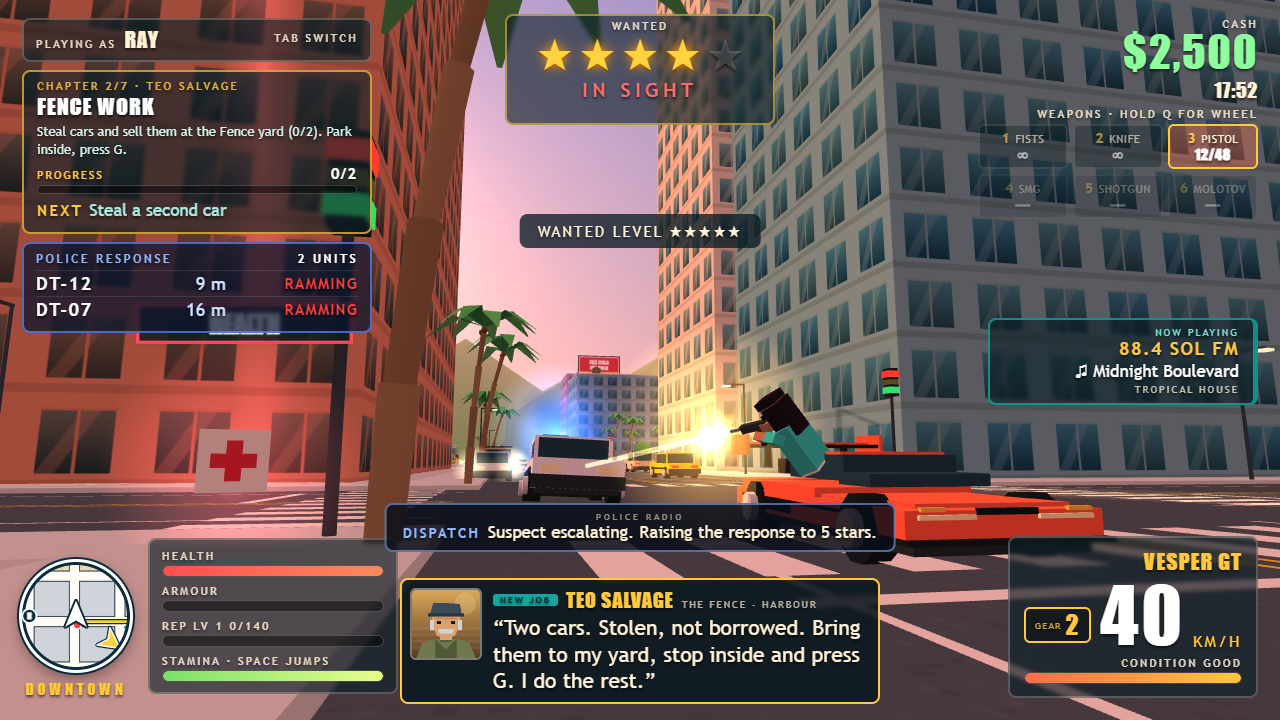 PLAYING AS RAY TAB SWITCH
CHAPTER 2/7 · TEO SALVAGE
FENCE WORK
Steal cars and sell them at the Fence yard (0/2). Park
inside, press G.
PROGRESS 0/2
NEXT Steal a second car
POLICE RESPONSE 2 UNITS
DT-12 9 m RAMMING
DT-07 16 m RAMMING
WANTED
IN SIGHT
WANTED LEVEL ★★★★★
CASH
$2,500
17:52
WEAPONS · HOLD Q FOR WHEEL
1 FISTS 2 KNIFE 3 PISTOL
∞ ∞ 12/48
4 SMG 5 SHOTGUN 6 MOLOTOV
— — —
NOW PLAYING
88.4 SOL FM
♫ Midnight Boulevard
TROPICAL HOUSE
POLICE RADIO
DISPATCH Suspect escalating. Raising the response to 5 stars.
HEALTH
ARMOUR
REP LV 1 0/140
STAMINA · SPACE JUMPS
DOWNTOWN
NEW JOB TEO SALVAGE THE FENCE · HARBOUR
“Two cars. Stolen, not borrowed. Bring
them to my yard, stop inside and press
G. I do the rest.”
VESPER GT
GEAR 2 40 KM/H
CONDITION GOOD